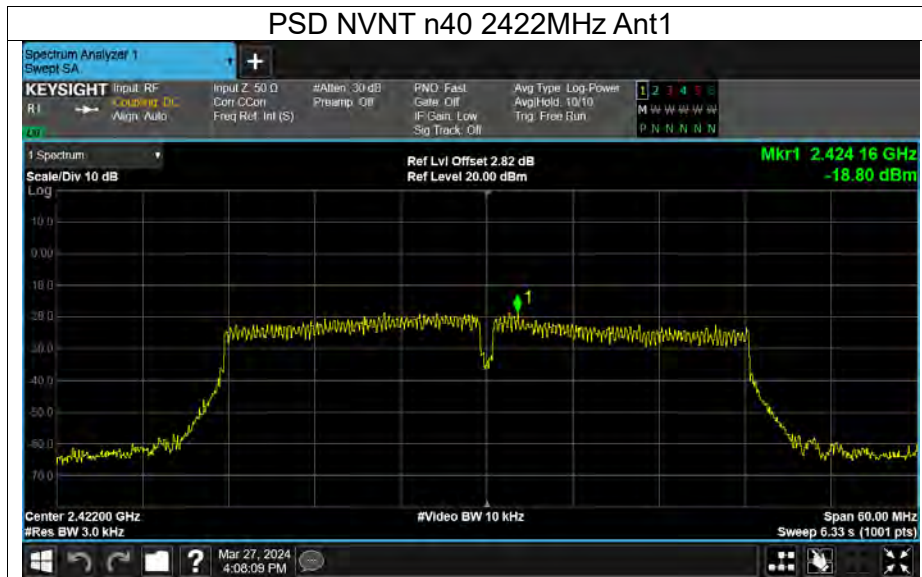 PSD NVNT n40 2422MHz Ant1
Spectrum Analyzer 1
Swept SA
+
KEYSIGHT Input: RF Input Z: 50 Ω #Atten: 30 dB PNO: Fast Avg Type: Log-Power 1 2 3 4 5 6
RL Coupling: DC Corr CCorr Preamp: Off Gate: Off Avg|Hold: 10/10 M W W W W W
Align: Auto Freq Ref: Int (S) IF Gain: Low Trig: Free Run
Sig Track: Off P N N N N N
1 Spectrum Ref Lvl Offset 2.82 dB Mkr1 2.424 16 GHz
Scale/Div 10 dB Ref Level 20.00 dBm -18.80 dBm
Log
10.0
0.00
-10.0
-20.0
1
-30.0
-40.0
-50.0
-60.0
-70.0
Center 2.42200 GHz #Video BW 10 kHz Span 60.00 MHz
#Res BW 3.0 kHz Sweep 6.33 s (1001 pts)
? Mar 27, 2024
4:08:09 PM